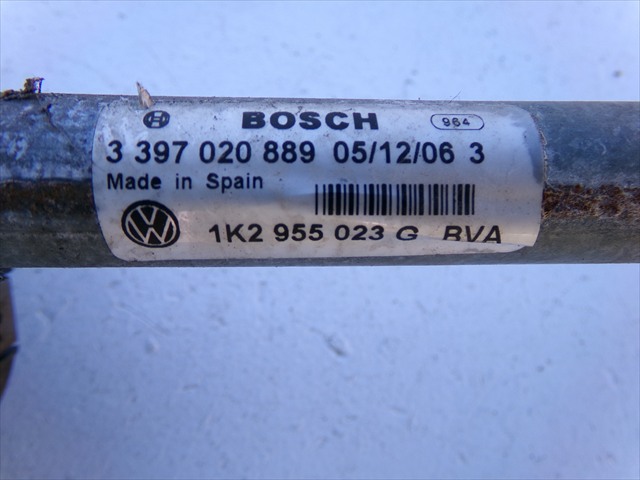 BOSCH 964
3 397 020 889 05/12/06 3
Made in Spain
1K2 955 023 G BVA